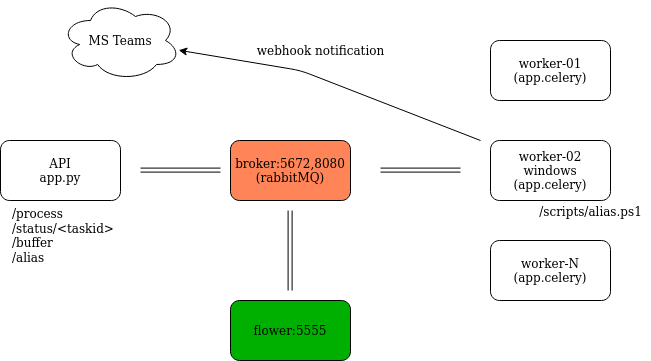 MS Teams
webhook notification
worker-01
(app.celery)
API
app.py
broker:5672,8080
(rabbitMQ)
worker-02
windows
(app.celery)
/scripts/alias.ps1
/process
/status/<taskid>
/buffer
/alias
worker-N
(app.celery)
flower:5555